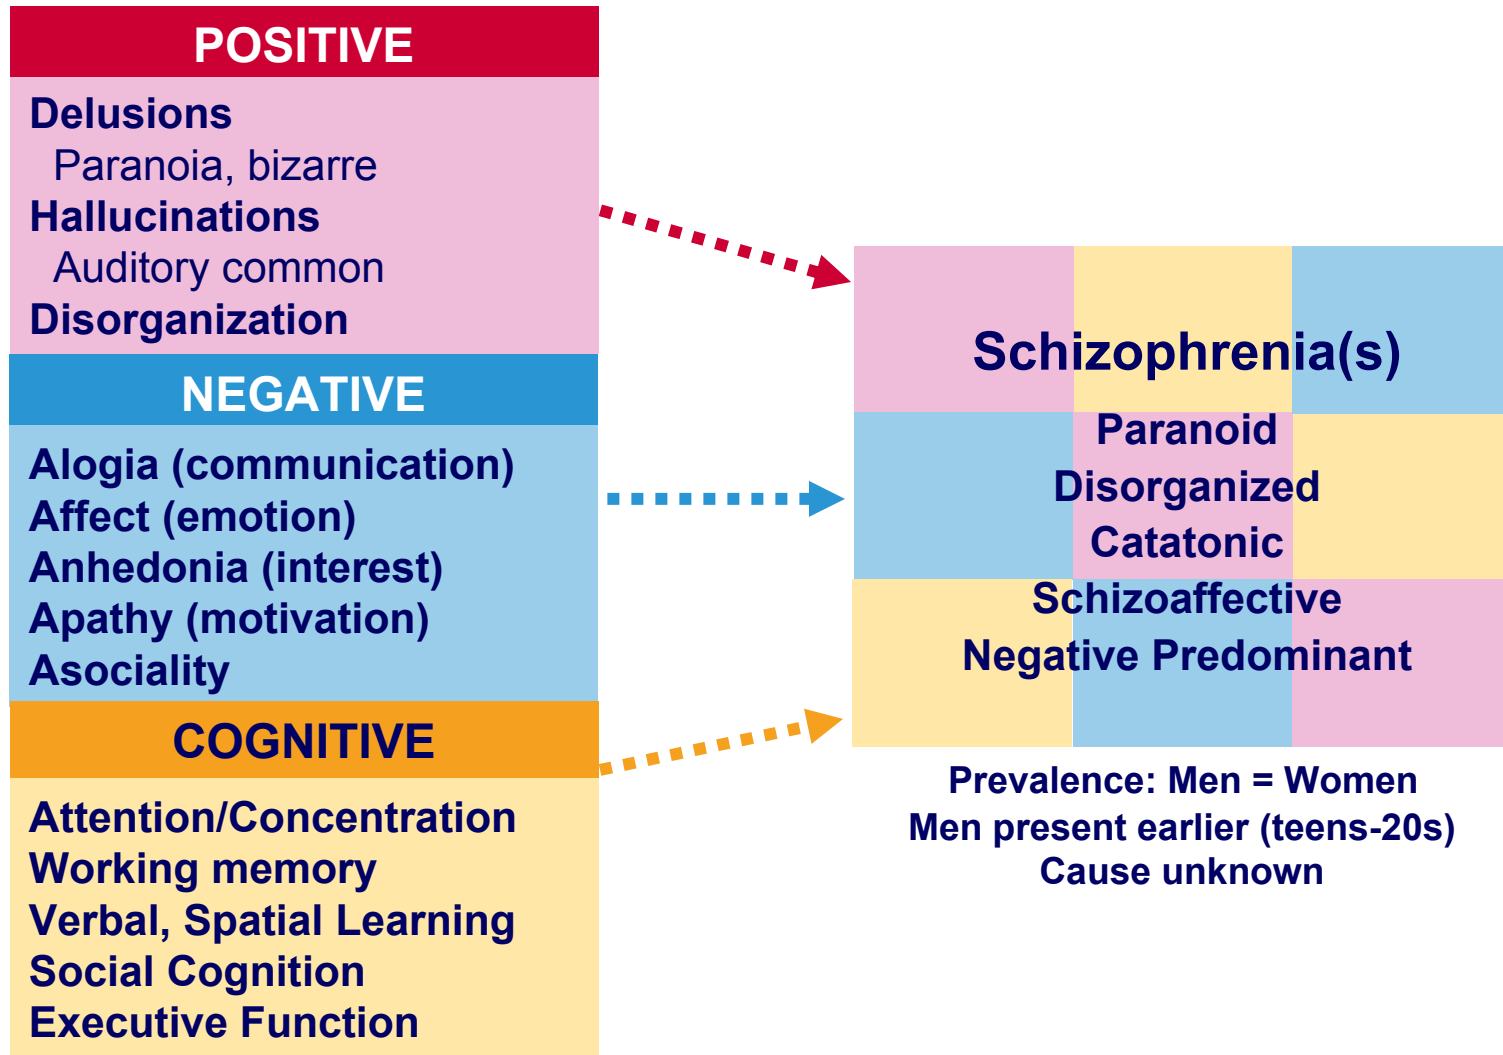 POSITIVE
Delusions
Paranoia, bizarre
Hallucinations
Auditory common
Disorganization
NEGATIVE
Alogia (communication)
Affect (emotion)
Anhedonia (interest)
Apathy (motivation)
Asociality
COGNITIVE
Attention/Concentration
Working memory
Verbal, Spatial Learning
Social Cognition
Executive Function
Schizophrenia(s)
Paranoid
Disorganized
Catatonic
Schizoaffective
Negative Predominant
Prevalence: Men = Women
Men present earlier (teens-20s)
Cause unknown